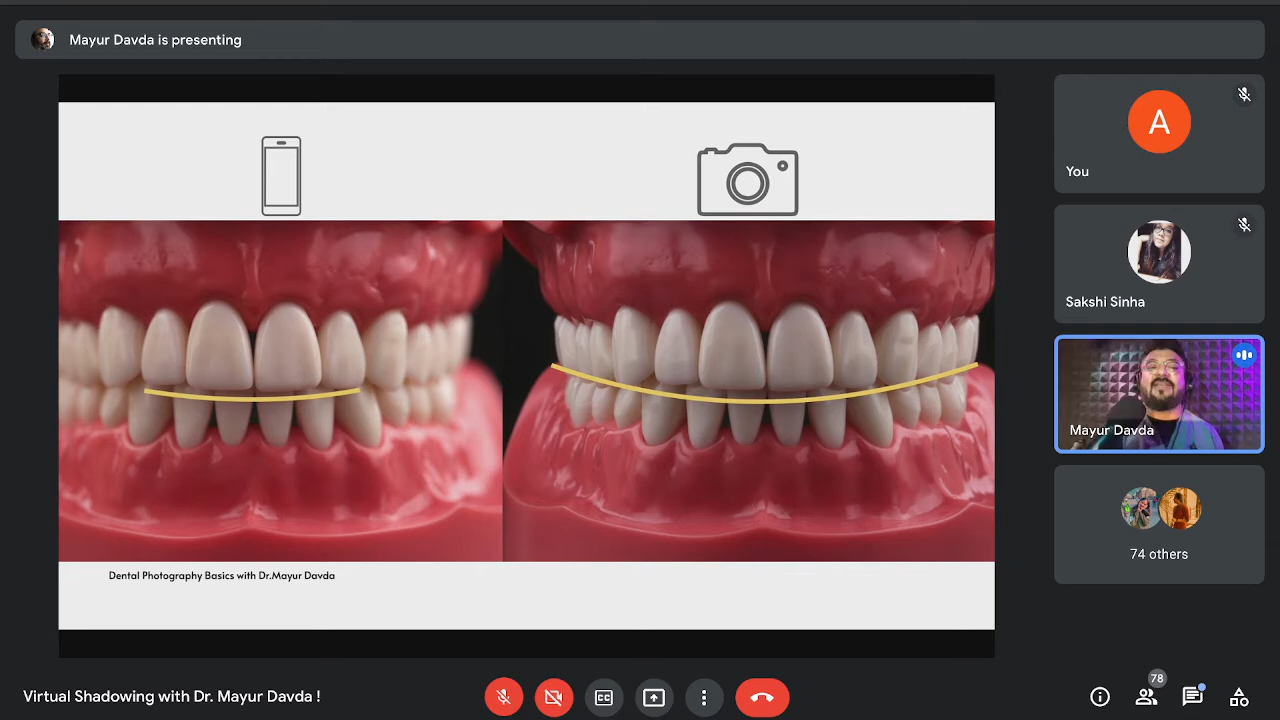 Mayur Davda is presenting
A
You
Sakshi Sinha
Mayur Davda
74 others
Dental Photography Basics with Dr.Mayur Davda
Virtual Shadowing with Dr. Mayur Davda !
CC
78